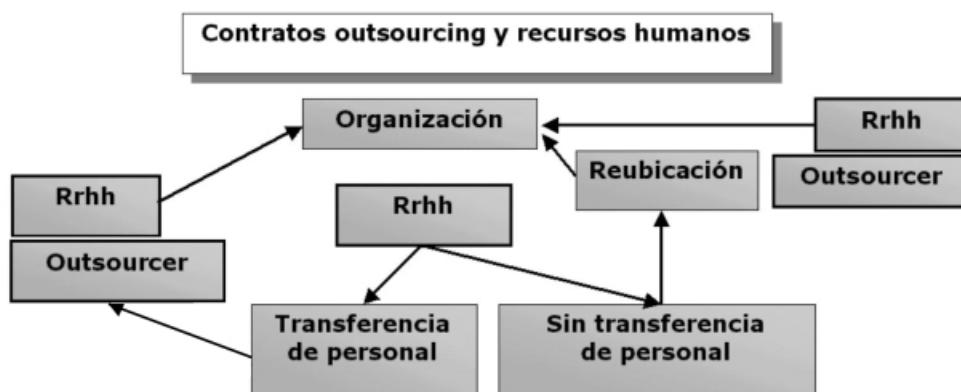 Contratos outsourcing y recursos humanos
Organización
Rrhh
Reubicación
Outsourcer
Rrhh
Rrhh
Outsourcer
Transferencia
de personal
Sin transferencia
de personal